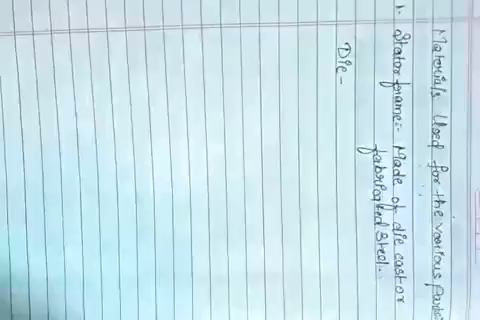 Materials Used for the various parts
1. Stator frame:- Made of die cast or
fabricated steel.
Die -